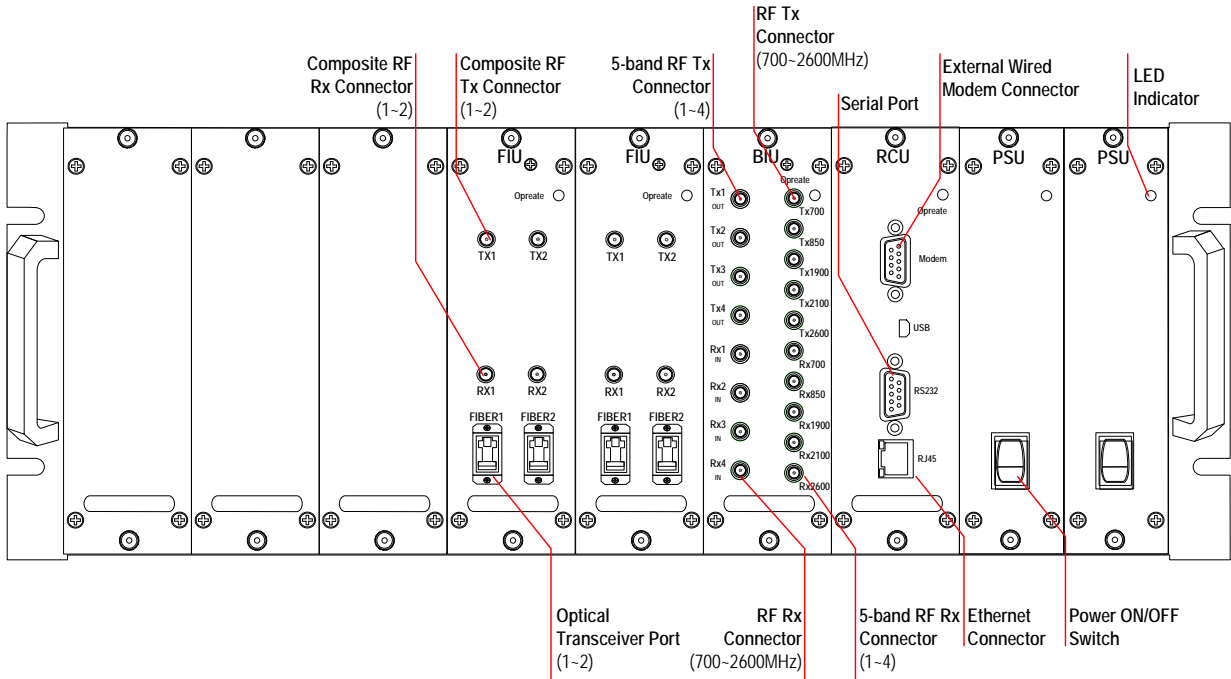 RF Tx
Connector
(700~2600MHz)
Composite RF
Rx Connector
(1~2)
Composite RF
Tx Connector
(1~2)
5-band RF Tx
Connector
(1~4)
Serial Port
External Wired
Modem Connector
LED
Indicator
FIU
Opreate
TX1 TX2
RX1 RX2
FIBER1 FIBER2
FIU
Opreate
TX1 TX2
RX1 RX2
FIBER1 FIBER2
BIU
Opreate
Tx1
OUT
Tx2
OUT
Tx3
OUT
Tx4
OUT
Rx1
IN
Rx2
IN
Rx3
IN
Rx4
IN
Tx700
Tx850
Tx1900
Tx2100
Tx2600
Rx700
Rx850
Rx1900
Rx2100
Rx2600
RCU
Opreate
Modem
USB
RS232
RJ45
PSU
PSU
Optical
Transceiver Port
(1~2)
RF Rx
Connector
(700~2600MHz)
5-band RF Rx
Connector
(1~4)
Ethernet
Connector
Power ON/OFF
Switch